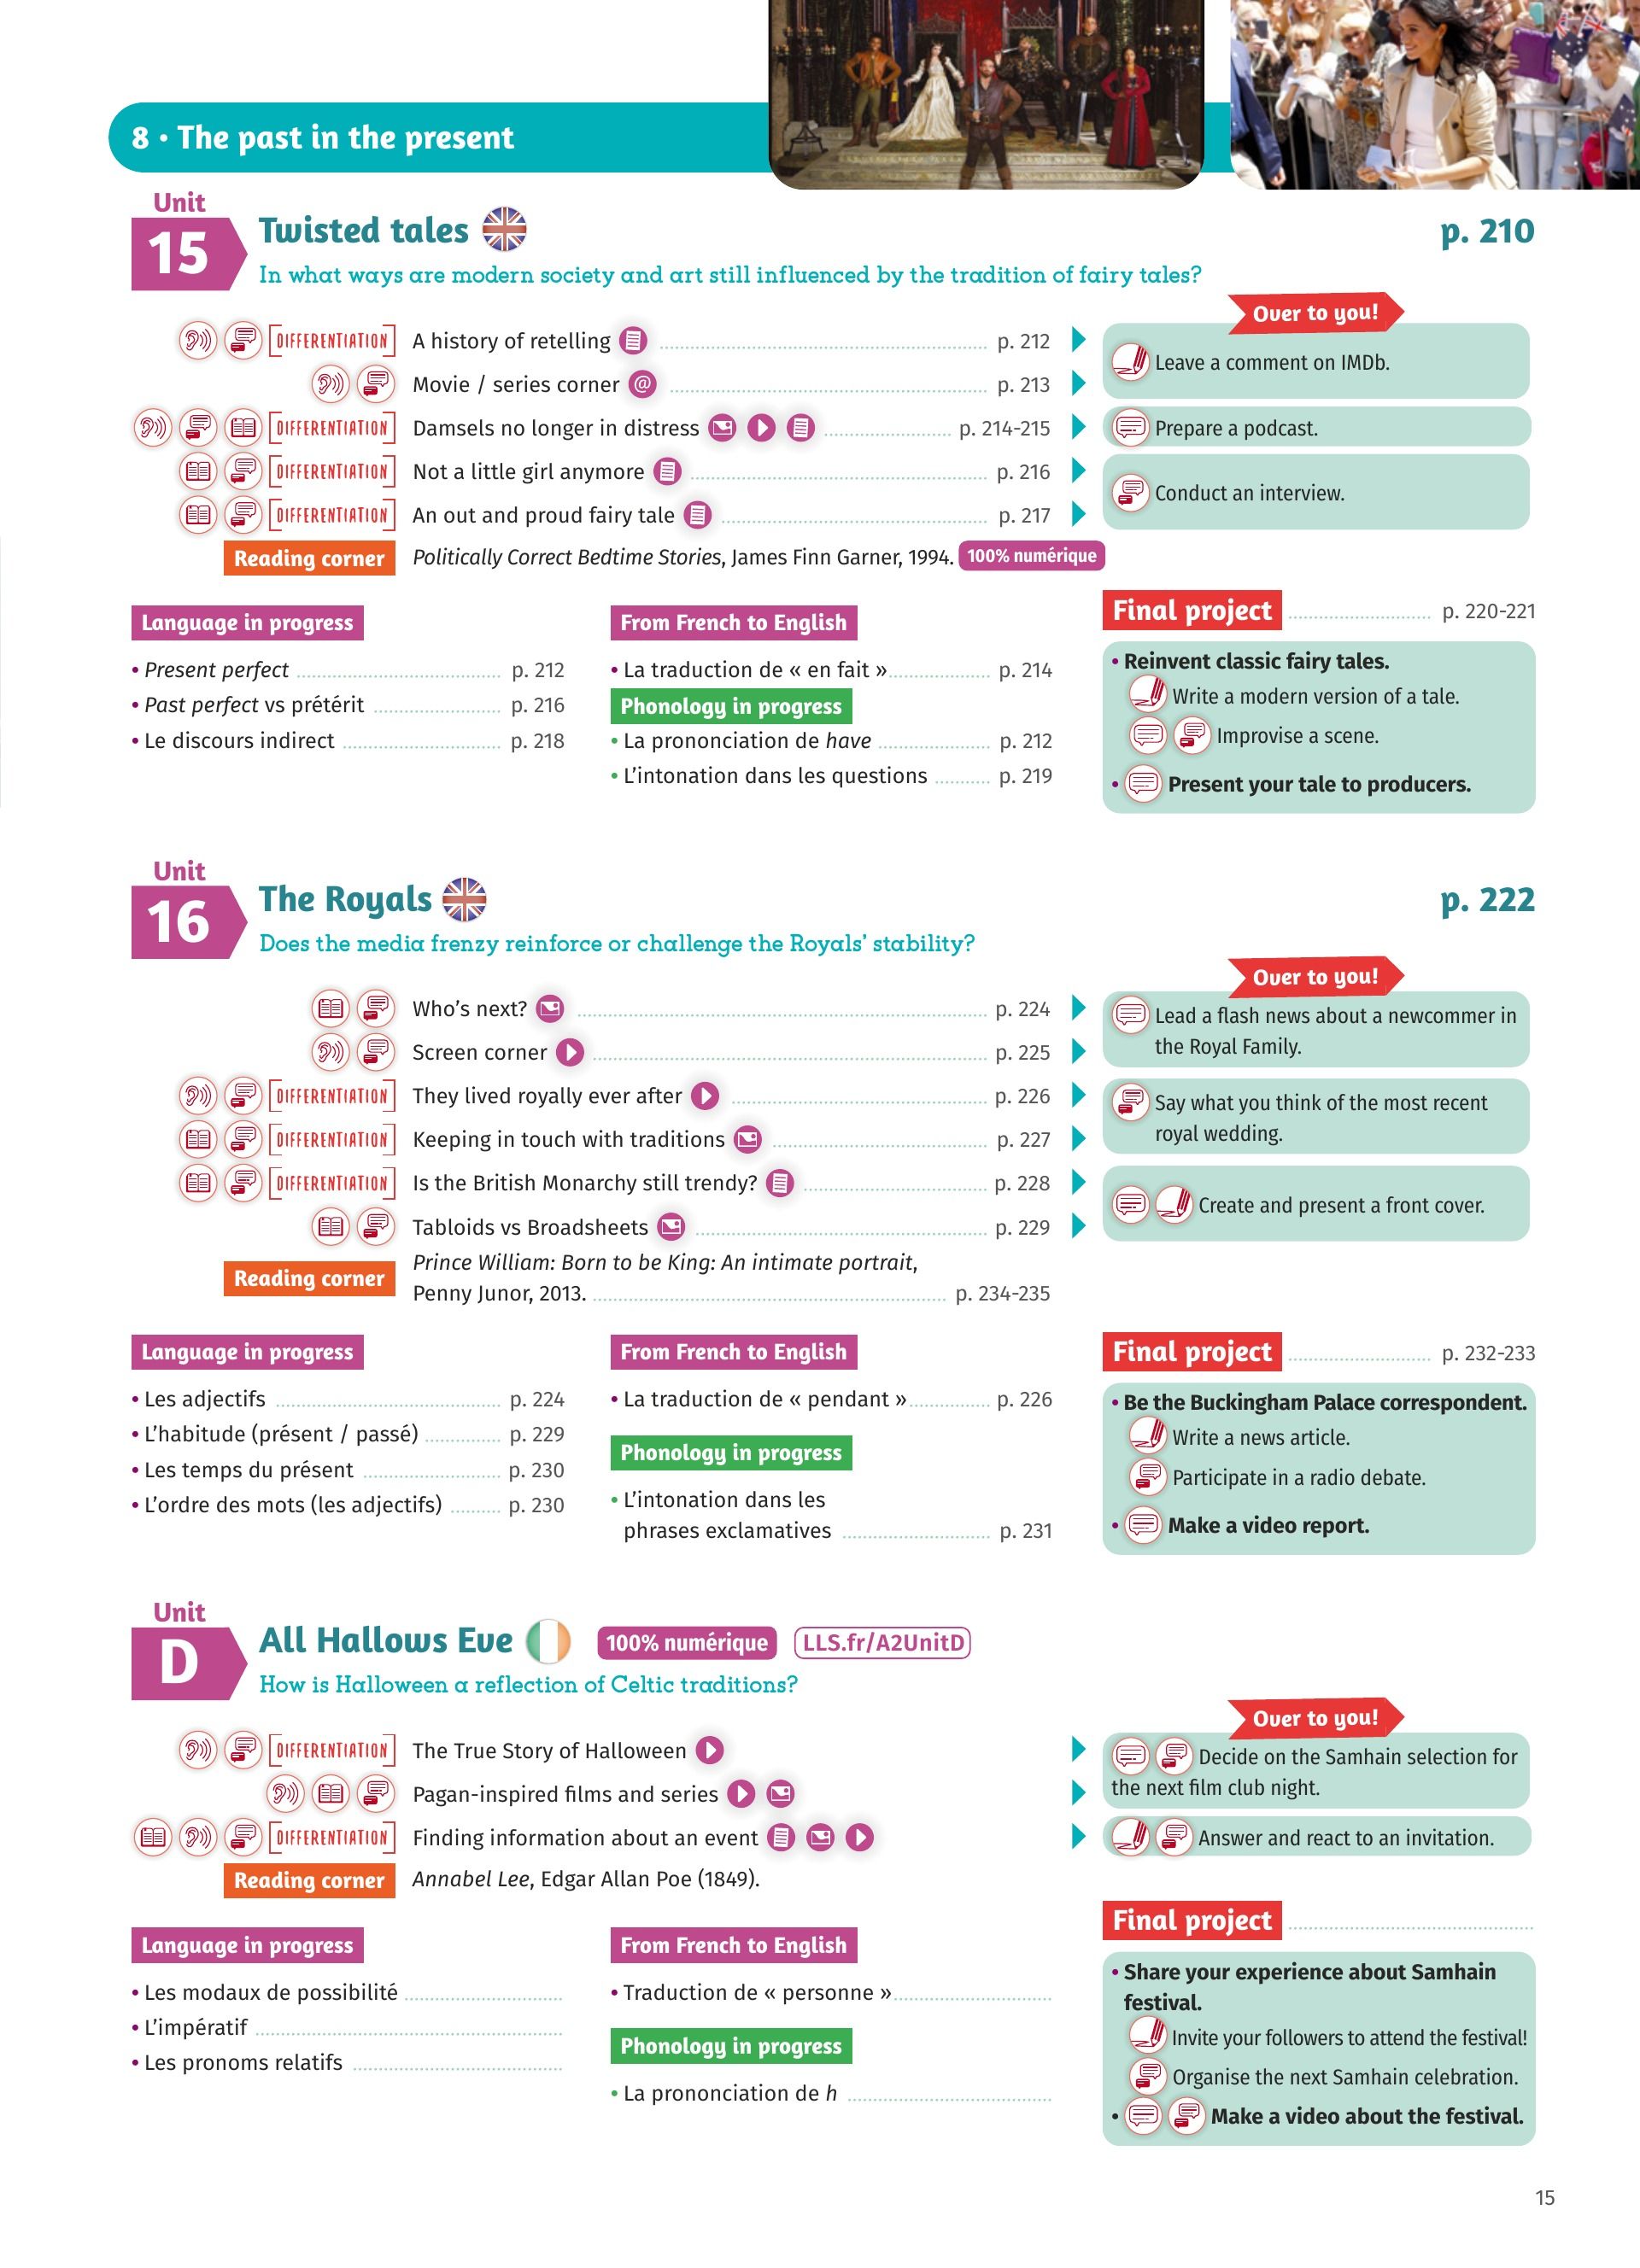 8 • The past in the present
Unit
15
Twisted tales
p. 210
In what ways are modern society and art still influenced by the tradition of fairy tales?
Over to you!
DIFFERENTIATION A history of retelling p. 212
Movie / series corner p. 213
DIFFERENTIATION Damsels no longer in distress p. 214-215
DIFFERENTIATION Not a little girl anymore p. 216
DIFFERENTIATION An out and proud fairy tale p. 217
Reading corner Politically Correct Bedtime Stories, James Finn Garner, 1994. 100% numérique
Leave a comment on IMDb.
Prepare a podcast.
Conduct an interview.
Language in progress
• Present perfect p. 212
• Past perfect vs prétérit p. 216
• Le discours indirect p. 218
From French to English
• La traduction de « en fait » p. 214
Phonology in progress
• La prononciation de have p. 212
• L'intonation dans les questions p. 219
Final project p. 220-221
• Reinvent classic fairy tales.
Write a modern version of a tale.
Improvise a scene.
• Present your tale to producers.
Unit
16
The Royals
p. 222
Does the media frenzy reinforce or challenge the Royals' stability?
Over to you!
Who's next? p. 224
Screen corner p. 225
DIFFERENTIATION They lived royally ever after p. 226
DIFFERENTIATION Keeping in touch with traditions p. 227
DIFFERENTIATION Is the British Monarchy still trendy? p. 228
Tabloids vs Broadsheets p. 229
Reading corner Prince William: Born to be King: An intimate portrait,
Penny Junor, 2013. p. 234-235
Lead a flash news about a newcommer in
the Royal Family.
Say what you think of the most recent
royal wedding.
Create and present a front cover.
Language in progress
• Les adjectifs p. 224
• L'habitude (présent / passé) p. 229
• Les temps du présent p. 230
• L'ordre des mots (les adjectifs) p. 230
From French to English
• La traduction de « pendant » p. 226
Phonology in progress
• L'intonation dans les
phrases exclamatives p. 231
Final project p. 232-233
• Be the Buckingham Palace correspondent.
Write a news article.
Participate in a radio debate.
• Make a video report.
Unit
D
All Hallows Eve 100% numérique LLS.fr/A2UnitD
How is Halloween a reflection of Celtic traditions?
Over to you!
DIFFERENTIATION The True Story of Halloween
Pagan-inspired films and series
DIFFERENTIATION Finding information about an event
Reading corner Annabel Lee, Edgar Allan Poe (1849).
Decide on the Samhain selection for
the next film club night.
Answer and react to an invitation.
Language in progress
• Les modaux de possibilité
• L'impératif
• Les pronoms relatifs
From French to English
• Traduction de « personne »
Phonology in progress
• La prononciation de h
Final project
• Share your experience about Samhain
festival.
Invite your followers to attend the festival!
Organise the next Samhain celebration.
• Make a video about the festival.
15